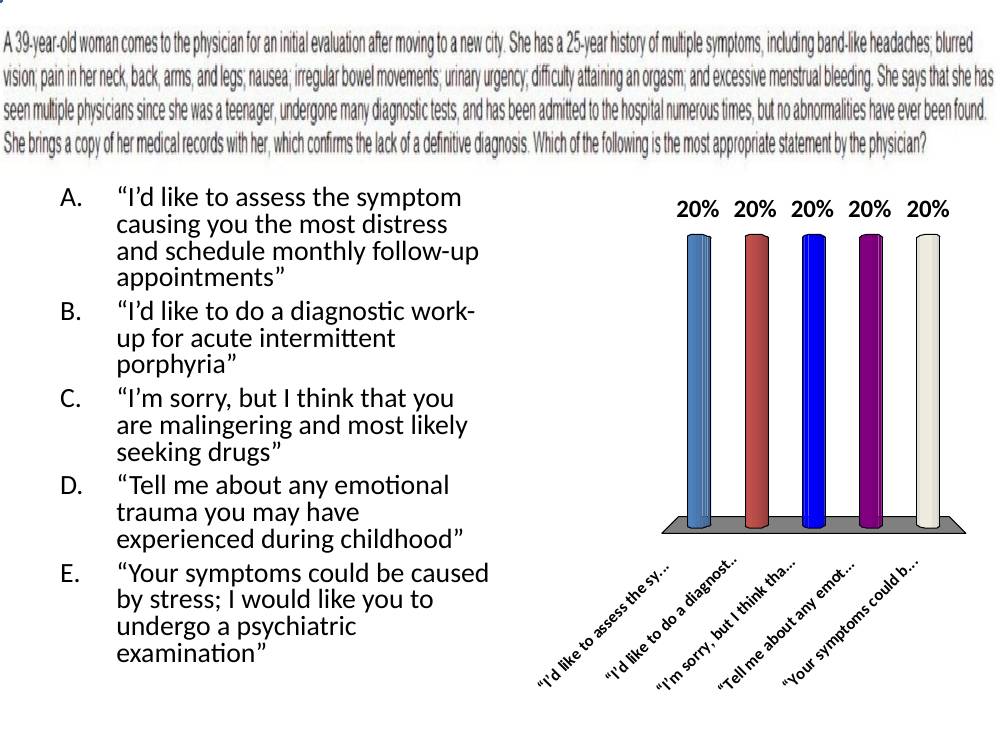 A 39-year-old woman comes to the physician for an initial evaluation after moving to a new city. She has a 25-year history of multiple symptoms, including band-like headaches; blurred
vision; pain in her neck, back, arms, and legs; nausea; irregular bowel movements; urinary urgency; difficulty attaining an orgasm; and excessive menstrual bleeding. She says that she has
seen multiple physicians since she was a teenager, undergone many diagnostic tests, and has been admitted to the hospital numerous times, but no abnormalities have ever been found.
She brings a copy of her medical records with her, which confirms the lack of a definitive diagnosis. Which of the following is the most appropriate statement by the physician?
A. “I’d like to assess the symptom
causing you the most distress
and schedule monthly follow-up
appointments”
B. “I’d like to do a diagnostic work-
up for acute intermittent
porphyria”
C. “I’m sorry, but I think that you
are malingering and most likely
seeking drugs”
D. “Tell me about any emotional
trauma you may have
experienced during childhood”
E. “Your symptoms could be caused
by stress; I would like you to
undergo a psychiatric
examination”
20% 20% 20% 20% 20%
“I’d like to assess the sy...
“I’d like to do a diagnost..
“I’m sorry, but I think tha...
“Tell me about any emot...
“Your symptoms could b...